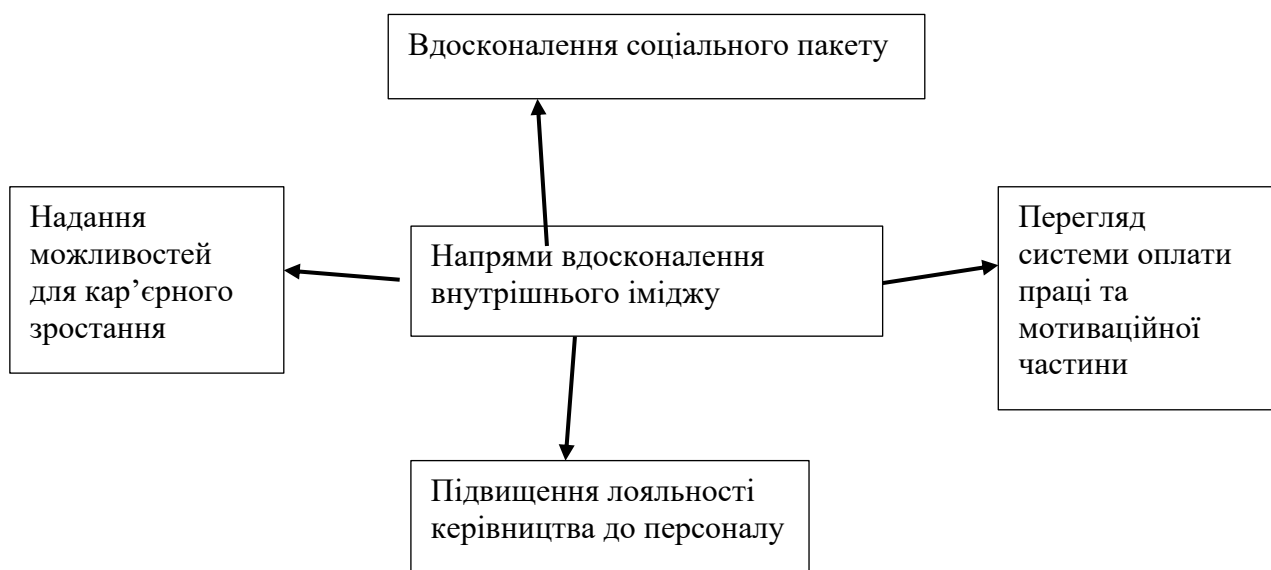 Вдосконалення соціального пакету
Надання
можливостей
для кар’єрного
зростання
Напрями вдосконалення
внутрішнього іміджу
Перегляд
системи оплати
праці та
мотиваційної
частини
Підвищення лояльності
керівництва до персоналу